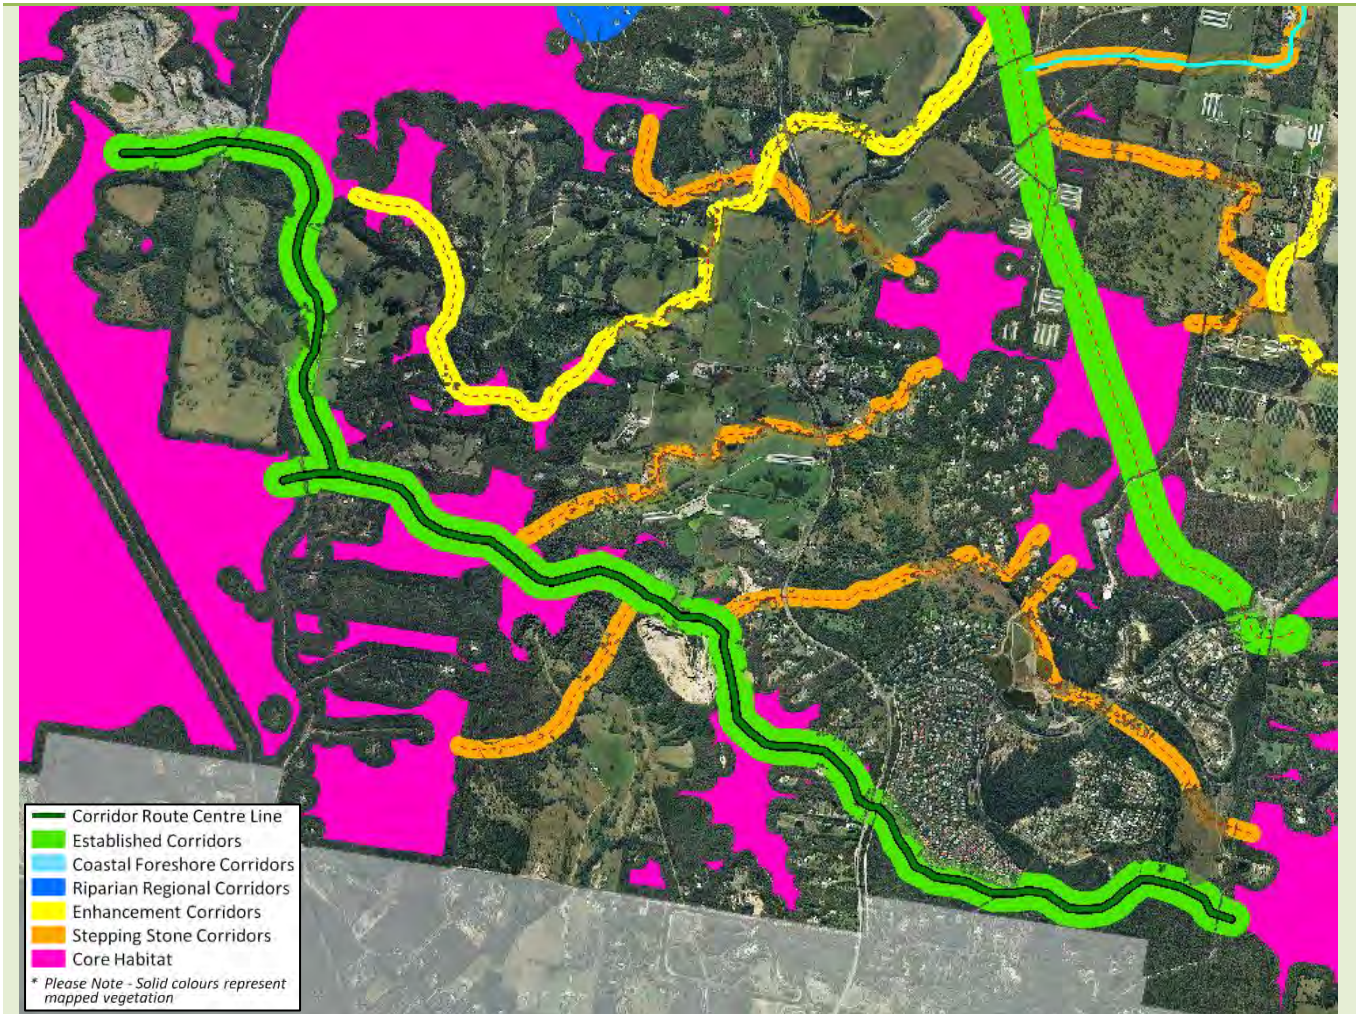 Corridor Route Centre Line
Established Corridors
Coastal Foreshore Corridors
Riparian Regional Corridors
Enhancement Corridors
Stepping Stone Corridors
Core Habitat
* Please Note - Solid colours represent
mapped vegetation